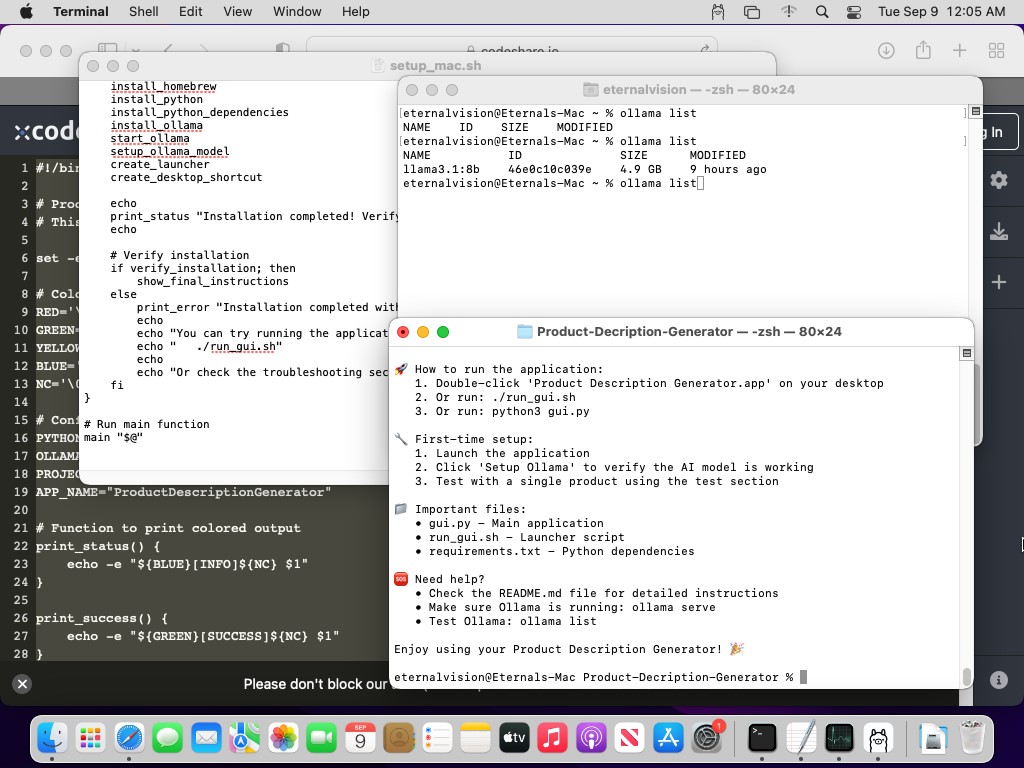 Terminal Shell Edit View Window Help Tue Sep 9 12:05 AM
codeshare.io
setup_mac.sh
install_homebrew
install_python
install_python_dependencies
install_ollama
start_ollama
setup_ollama_model
create_launcher
create_desktop_shortcut
echo
print_status "Installation completed! Verify
echo
# Verify installation
if verify_installation; then
show_final_instructions
else
print_error "Installation completed with
echo
echo "You can try running the applicat
echo "   ./run_gui.sh"
echo
echo "Or check the troubleshooting sec
fi
}
# Run main function
main "$@"
eternalvision — -zsh — 80×24
eternalvision@Eternals-Mac ~ % ollama list
NAME    ID    SIZE    MODIFIED
eternalvision@Eternals-Mac ~ % ollama list
NAME           ID              SIZE      MODIFIED
llama3.1:8b    46e0c10c039e    4.9 GB    9 hours ago
eternalvision@Eternals-Mac ~ % ollama list
xcod
g In
1 #!/bin
2
3 # Prod
4 # This
5
6 set -e
7
8 # Colo
9 RED='\
10 GREEN=
11 YELLOW
12 BLUE='
13 NC='\0
14
15 # Conf
16 PYTHON
17 OLLAMA
18 PROJEC
19 APP_NAME="ProductDescriptionGenerator"
20
21 # Function to print colored output
22 print_status() {
23     echo -e "${BLUE}[INFO]${NC} $1"
24 }
25
26 print_success() {
27     echo -e "${GREEN}[SUCCESS]${NC} $1"
28 }
Please don't block our
Product-Decription-Generator — -zsh — 80×24
🚀 How to run the application:
1. Double-click 'Product Description Generator.app' on your desktop
2. Or run: ./run_gui.sh
3. Or run: python3 gui.py
🔧 First-time setup:
1. Launch the application
2. Click 'Setup Ollama' to verify the AI model is working
3. Test with a single product using the test section
📁 Important files:
• gui.py – Main application
• run_gui.sh – Launcher script
• requirements.txt – Python dependencies
🆘 Need help?
• Check the README.md file for detailed instructions
• Make sure Ollama is running: ollama serve
• Test Ollama: ollama list
Enjoy using your Product Description Generator! 🎉
eternalvision@Eternals-Mac Product-Decription-Generator %
SEP
9
tv
1